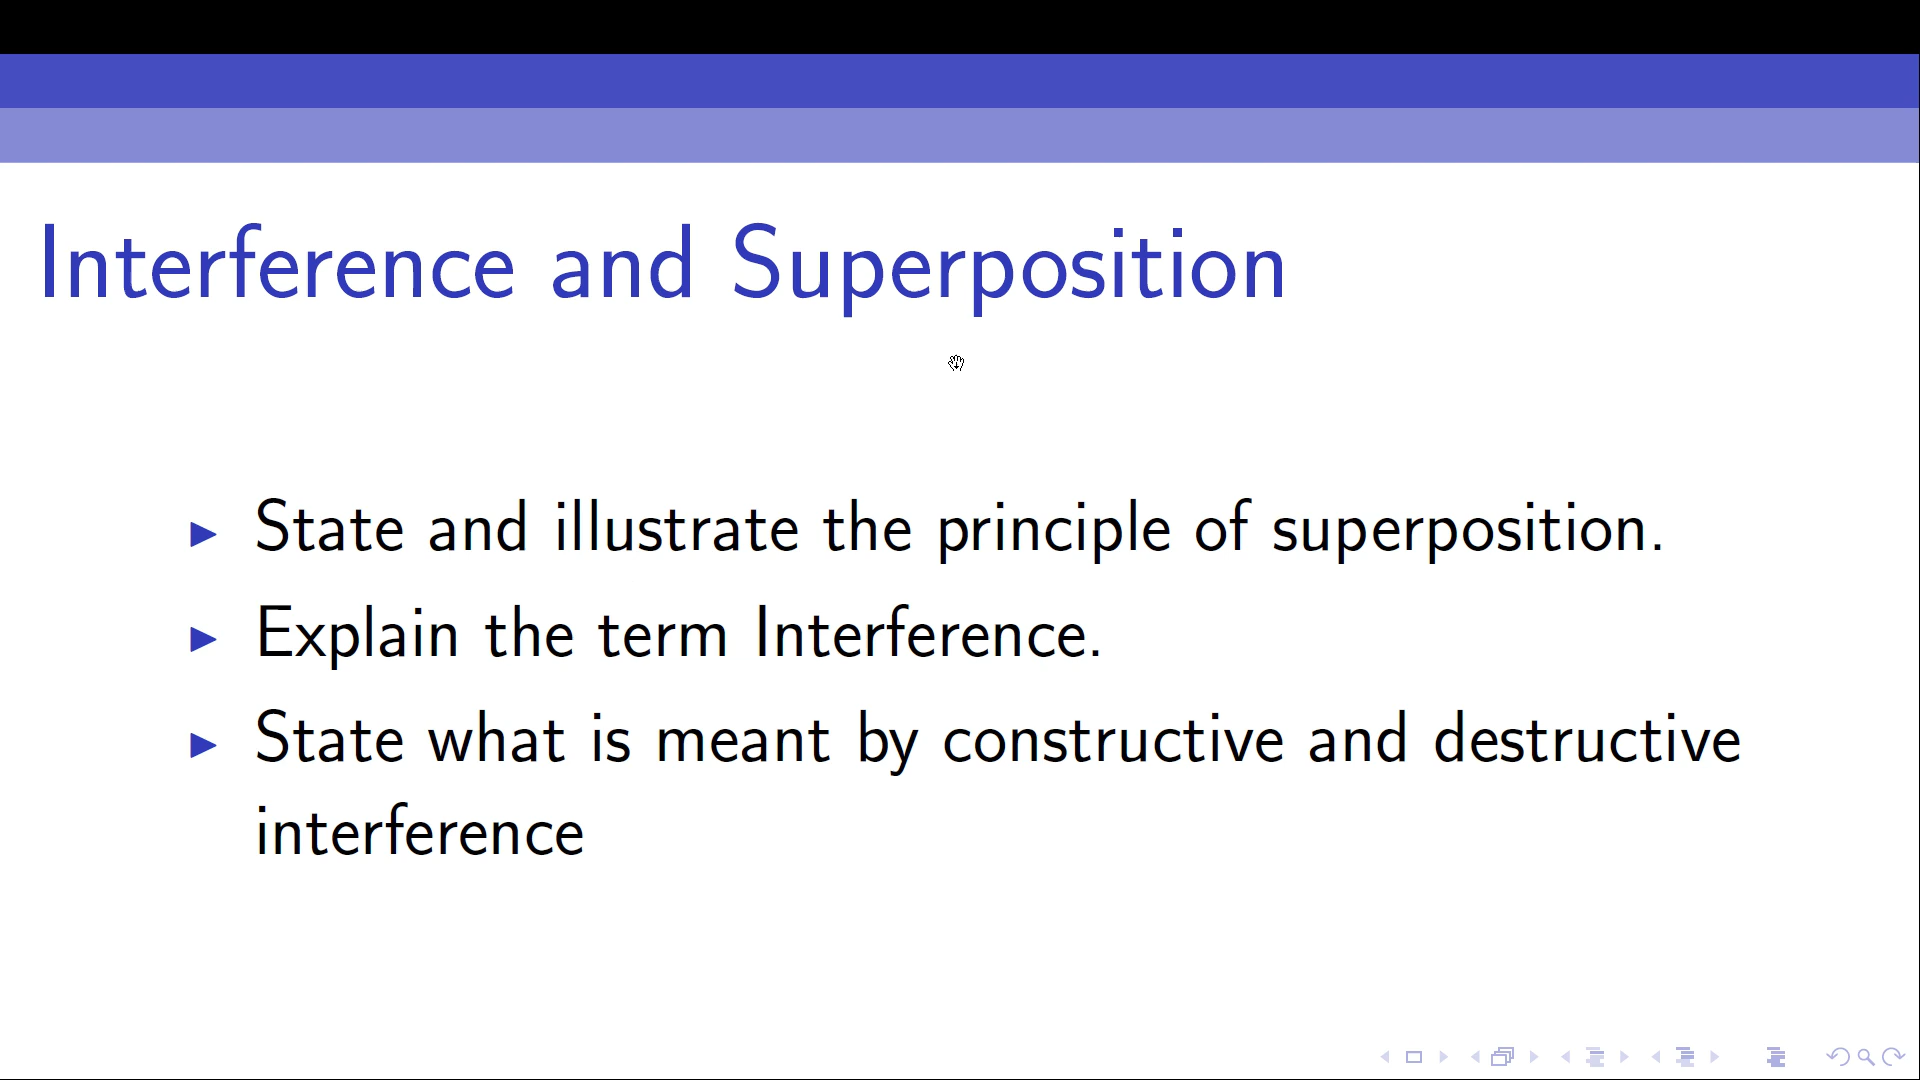 Interference and Superposition
State and illustrate the principle of superposition.
Explain the term Interference.
State what is meant by constructive and destructive
interference